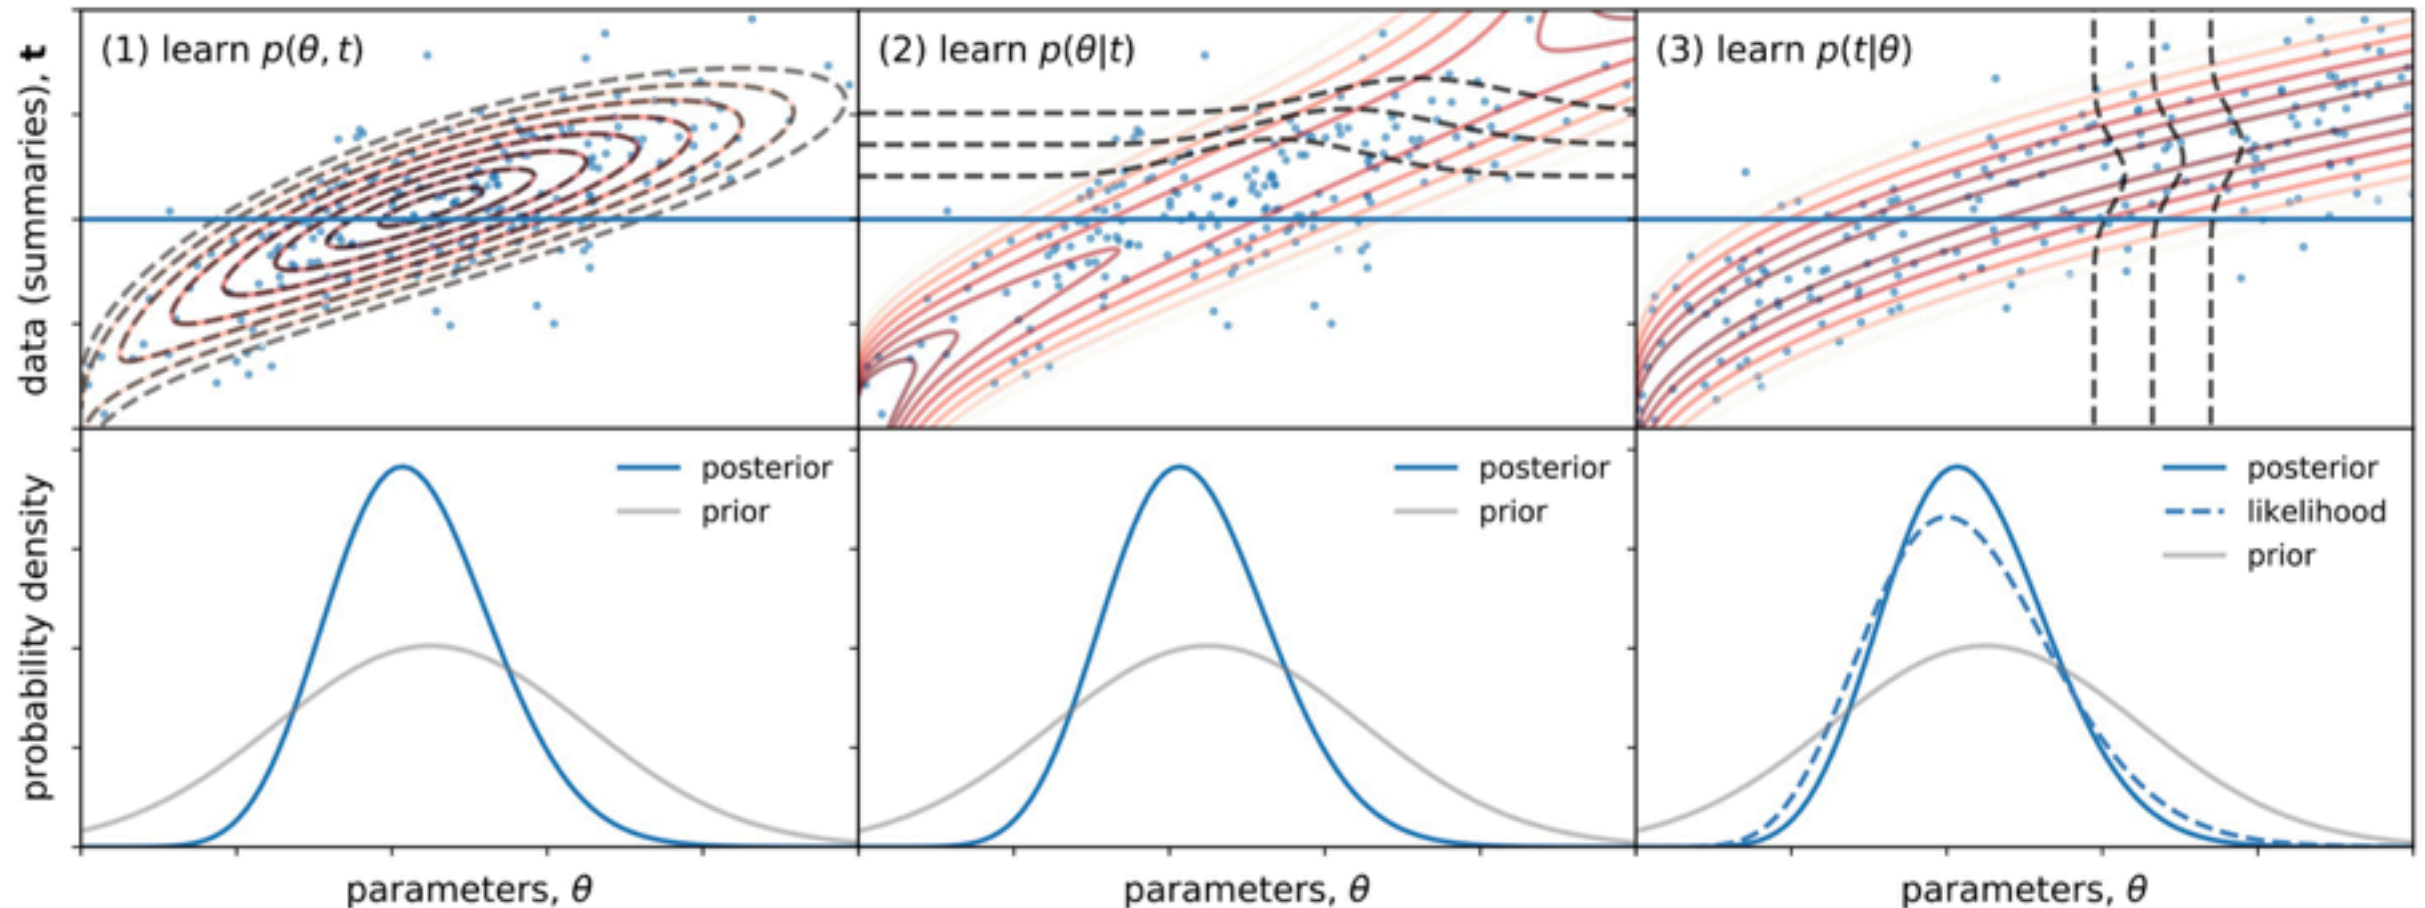 (1) learn p(θ, t)
(2) learn p(θ|t)
(3) learn p(t|θ)
data (summaries), t
posterior
prior
posterior
prior
posterior
likelihood
prior
probability density
parameters, θ
parameters, θ
parameters, θ